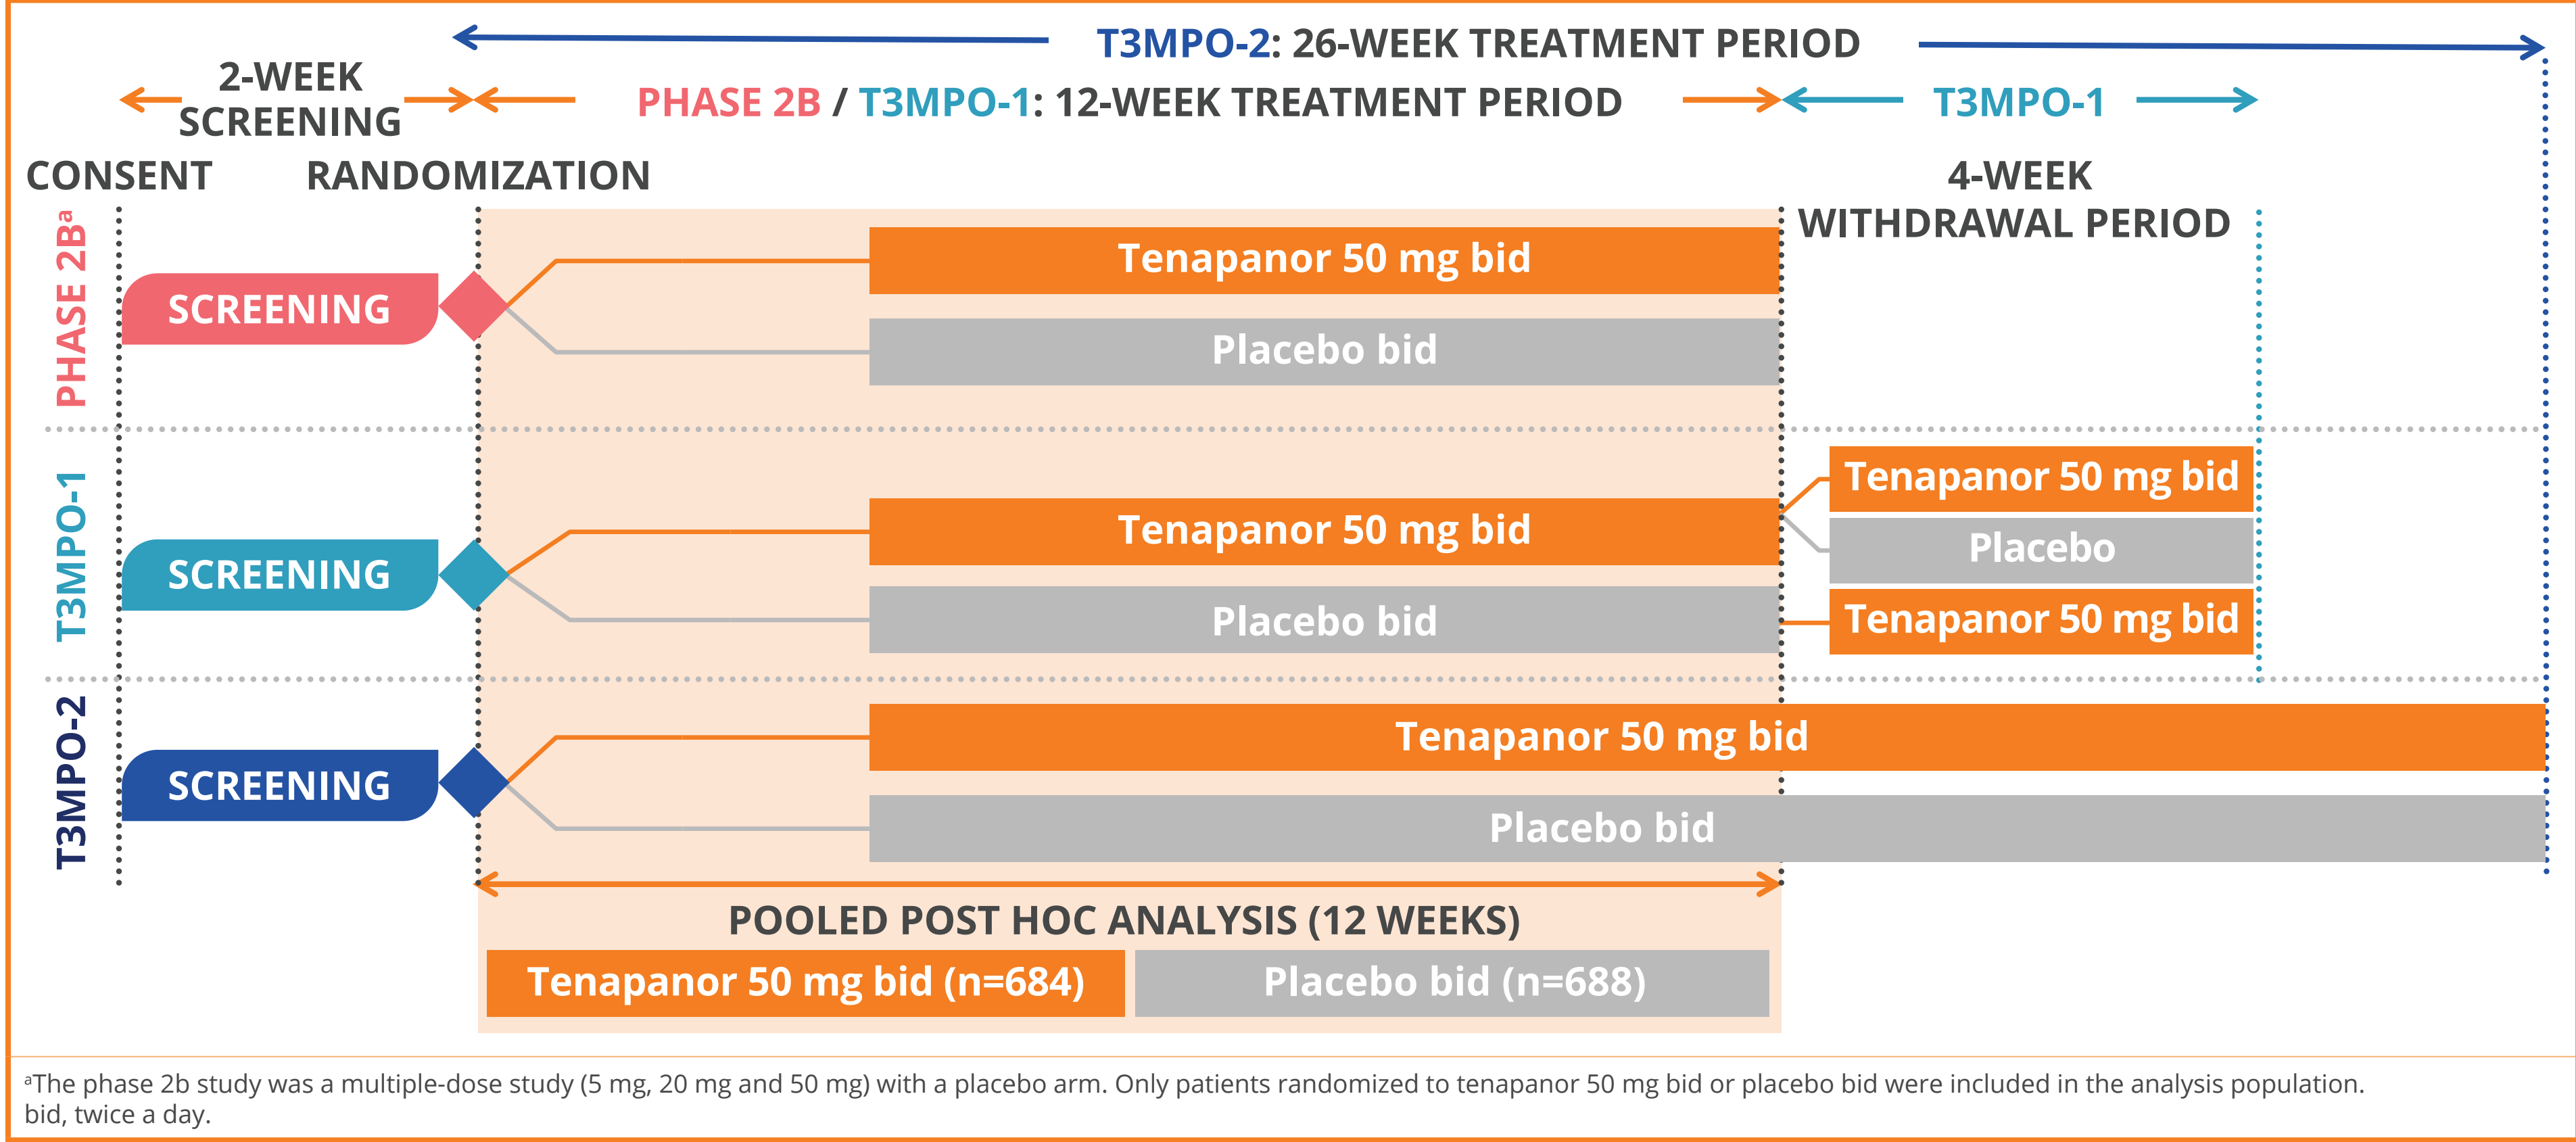 T3MPO-2: 26-WEEK TREATMENT PERIOD
2-WEEK
SCREENING
PHASE 2B / T3MPO-1: 12-WEEK TREATMENT PERIOD
T3MPO-1
CONSENT
RANDOMIZATION
4-WEEK
WITHDRAWAL PERIOD
PHASE 2Bᵃ
SCREENING
Tenapanor 50 mg bid
Placebo bid
T3MPO-1
SCREENING
Tenapanor 50 mg bid
Placebo bid
Tenapanor 50 mg bid
Placebo
Tenapanor 50 mg bid
T3MPO-2
SCREENING
Tenapanor 50 mg bid
Placebo bid
POOLED POST HOC ANALYSIS (12 WEEKS)
Tenapanor 50 mg bid (n=684)
Placebo bid (n=688)
ᵃThe phase 2b study was a multiple-dose study (5 mg, 20 mg and 50 mg) with a placebo arm. Only patients randomized to tenapanor 50 mg bid or placebo bid were included in the analysis population.
bid, twice a day.